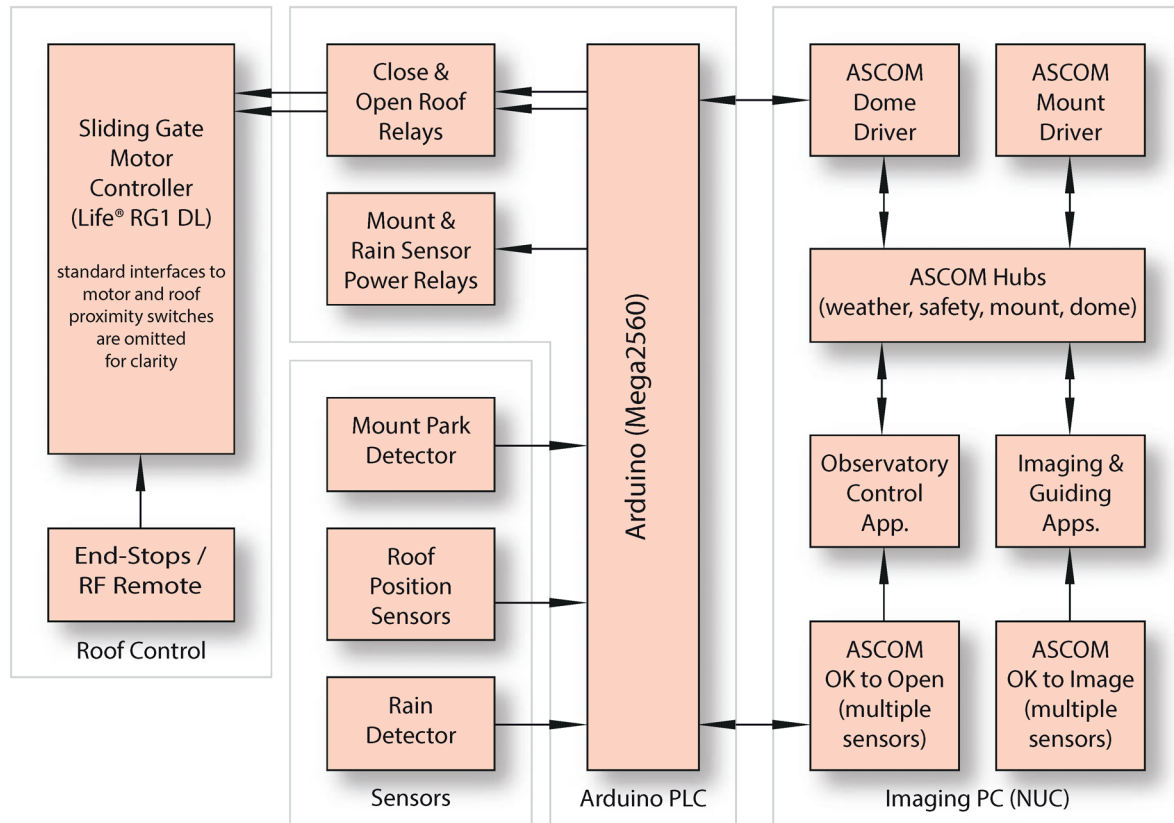 Sliding Gate
Motor
Controller
(Life® RG1 DL)
standard interfaces to
motor and roof
proximity switches
are omitted
for clarity
End-Stops /
RF Remote
Roof Control
Close &
Open Roof
Relays
Mount &
Rain Sensor
Power Relays
Mount Park
Detector
Roof
Position
Sensors
Rain
Detector
Sensors
Arduino (Mega2560)
Arduino PLC
ASCOM
Dome
Driver
ASCOM
Mount
Driver
ASCOM Hubs
(weather, safety, mount, dome)
Observatory
Control
App.
Imaging &
Guiding
Apps.
ASCOM
OK to Open
(multiple
sensors)
ASCOM
OK to Image
(multiple
sensors)
Imaging PC (NUC)